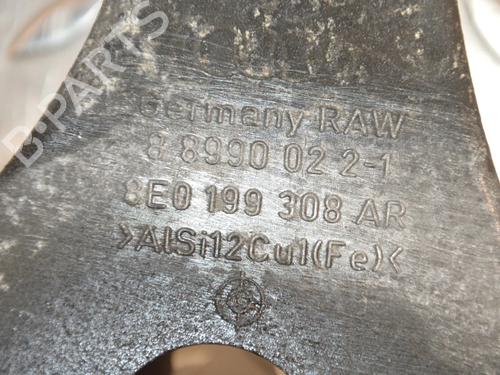 B-PARTS
Germany RAW
8 8990 02 2-1
8E0 199 308 AR
>AlSi12Cu1(Fe)<